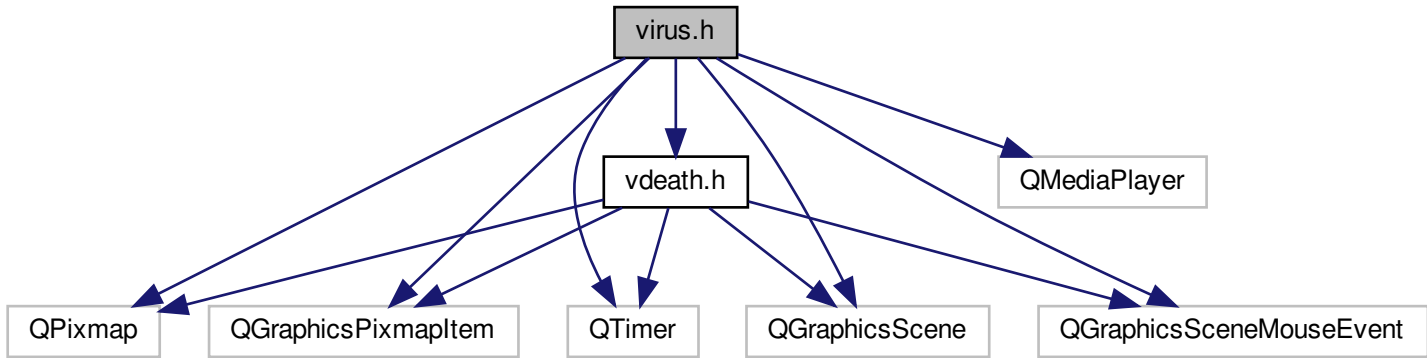 virus.h
vdeath.h
QMediaPlayer
QPixmap
QGraphicsPixmapItem
QTimer
QGraphicsScene
QGraphicsSceneMouseEvent